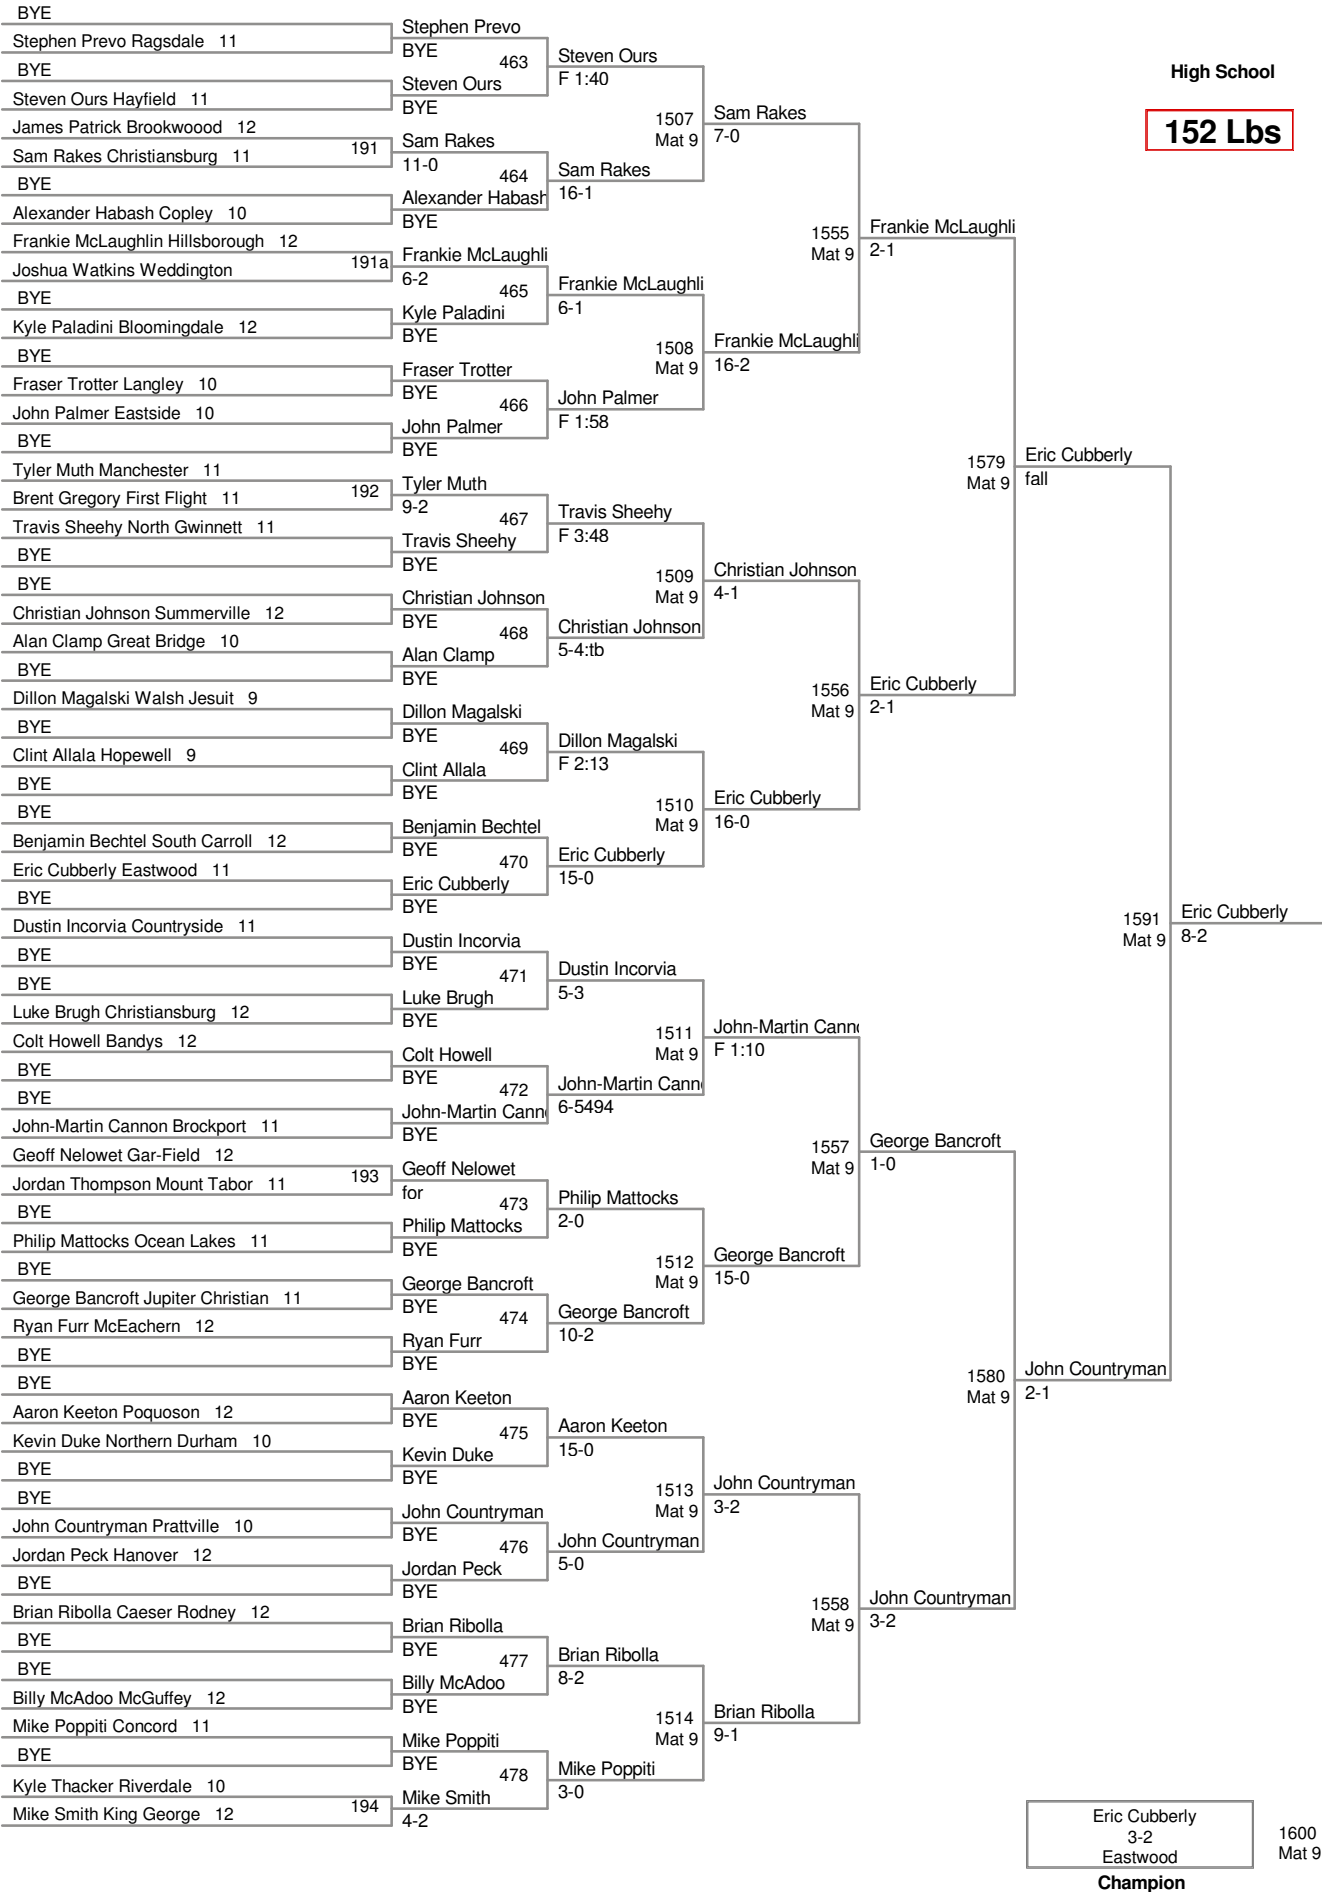 High School
152 Lbs
BYE
Stephen Prevo Ragsdale 11
BYE
Steven Ours Hayfield 11
James Patrick Brookwoood 12
Sam Rakes Christiansburg 11
BYE
Alexander Habash Copley 10
Frankie McLaughlin Hillsborough 12
Joshua Watkins Weddington
BYE
Kyle Paladini Bloomingdale 12
BYE
Fraser Trotter Langley 10
John Palmer Eastside 10
BYE
Tyler Muth Manchester 11
Brent Gregory First Flight 11
Travis Sheehy North Gwinnett 11
BYE
BYE
Christian Johnson Summerville 12
Alan Clamp Great Bridge 10
BYE
Dillon Magalski Walsh Jesuit 9
BYE
Clint Allala Hopewell 9
BYE
BYE
Benjamin Bechtel South Carroll 12
Eric Cubberly Eastwood 11
BYE
Dustin Incorvia Countryside 11
BYE
BYE
Luke Brugh Christiansburg 12
Colt Howell Bandys 12
BYE
BYE
John-Martin Cannon Brockport 11
Geoff Nelowet Gar-Field 12
Jordan Thompson Mount Tabor 11
BYE
Philip Mattocks Ocean Lakes 11
BYE
George Bancroft Jupiter Christian 11
Ryan Furr McEachern 12
BYE
BYE
Aaron Keeton Poquoson 12
Kevin Duke Northern Durham 10
BYE
BYE
John Countryman Prattville 10
Jordan Peck Hanover 12
BYE
Brian Ribolla Caeser Rodney 12
BYE
BYE
Billy McAdoo McGuffey 12
Mike Poppiti Concord 11
BYE
Kyle Thacker Riverdale 10
Mike Smith King George 12
191
191a
192
193
194
Stephen Prevo
BYE
463
Steven Ours
BYE
Sam Rakes
11-0
464
Alexander Habash
BYE
Frankie McLaughli
6-2
465
Kyle Paladini
BYE
Fraser Trotter
BYE
466
John Palmer
BYE
Tyler Muth
9-2
467
Travis Sheehy
BYE
Christian Johnson
BYE
468
Alan Clamp
BYE
Dillon Magalski
BYE
469
Clint Allala
BYE
Benjamin Bechtel
BYE
470
Eric Cubberly
BYE
Dustin Incorvia
BYE
471
Luke Brugh
BYE
Colt Howell
BYE
472
John-Martin Cann
BYE
Geoff Nelowet
for
473
Philip Mattocks
BYE
George Bancroft
BYE
474
Ryan Furr
BYE
Aaron Keeton
BYE
475
Kevin Duke
BYE
John Countryman
BYE
476
Jordan Peck
BYE
Brian Ribolla
BYE
477
Billy McAdoo
BYE
Mike Poppiti
BYE
478
Mike Smith
4-2
Steven Ours
F 1:40
1507
Mat 9
Sam Rakes
16-1
Frankie McLaughli
6-1
1508
Mat 9
John Palmer
F 1:58
Travis Sheehy
F 3:48
1509
Mat 9
Christian Johnson
5-4:tb
Dillon Magalski
F 2:13
1510
Mat 9
Eric Cubberly
15-0
Dustin Incorvia
5-3
1511
Mat 9
John-Martin Cann
6-5494
Philip Mattocks
2-0
1512
Mat 9
George Bancroft
10-2
Aaron Keeton
15-0
1513
Mat 9
John Countryman
5-0
Brian Ribolla
8-2
1514
Mat 9
Mike Poppiti
3-0
Sam Rakes
7-0
1555
Mat 9
Frankie McLaughli
16-2
Christian Johnson
4-1
1556
Mat 9
Eric Cubberly
16-0
John-Martin Canno
F 1:10
1557
Mat 9
George Bancroft
15-0
John Countryman
3-2
1558
Mat 9
Brian Ribolla
9-1
Frankie McLaughli
2-1
1579
Mat 9
Eric Cubberly
2-1
George Bancroft
1-0
1580
Mat 9
John Countryman
3-2
Eric Cubberly
fall
1591
Mat 9
John Countryman
2-1
Eric Cubberly
8-2
Eric Cubberly
3-2
Eastwood
1600
Mat 9
Champion